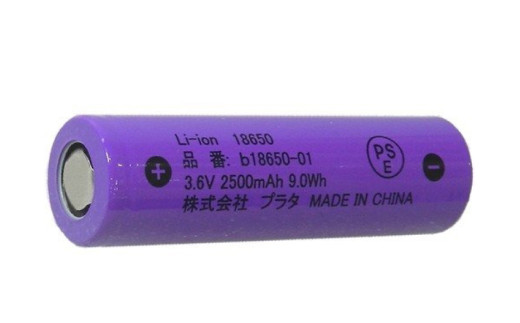 Li-ion 18650
品 番: b18650-01
3.6V 2500mAh 9.0Wh
株式会社 プラタ MADE IN CHINA
+
PS
E
-